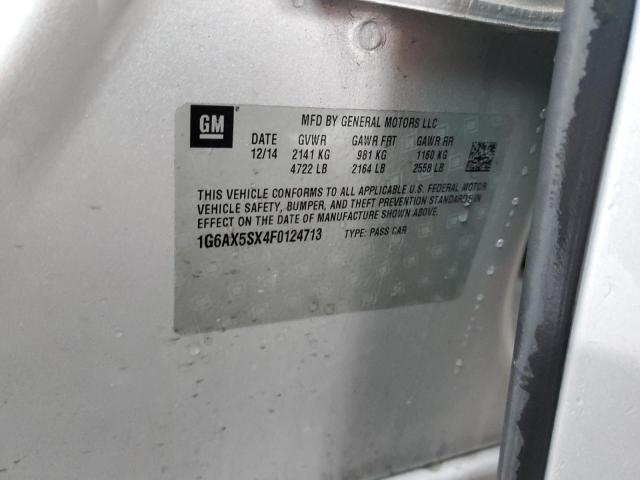 GM
MFD BY GENERAL MOTORS LLC
DATE GVWR GAWR FRT GAWR RR
12/14 2141 KG 981 KG 1160 KG
4722 LB 2164 LB 2558 LB
THIS VEHICLE CONFORMS TO ALL APPLICABLE U.S. FEDERAL MOTOR
VEHICLE SAFETY, BUMPER, AND THEFT PREVENTION STANDARDS IN
EFFECT ON THE DATE OF MANUFACTURE SHOWN ABOVE.
1G6AX5SX4F0124713 TYPE: PASS CAR